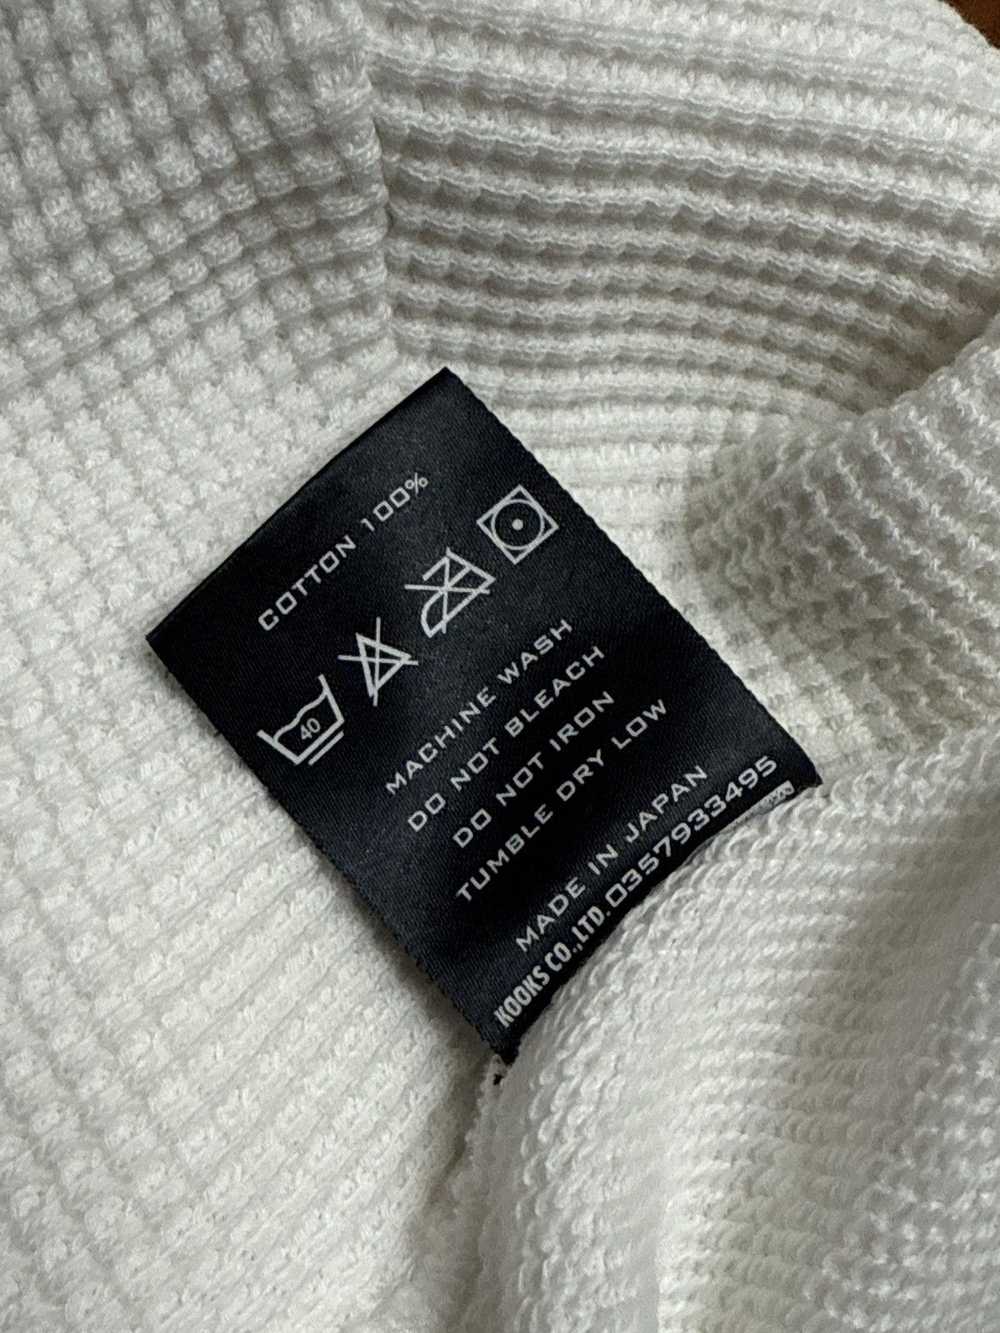 COTTON 100%
40
MACHINE WASH
DO NOT BLEACH
DO NOT IRON
TUMBLE DRY LOW
MADE IN JAPAN
KOOKS CO.,LTD.0357933495